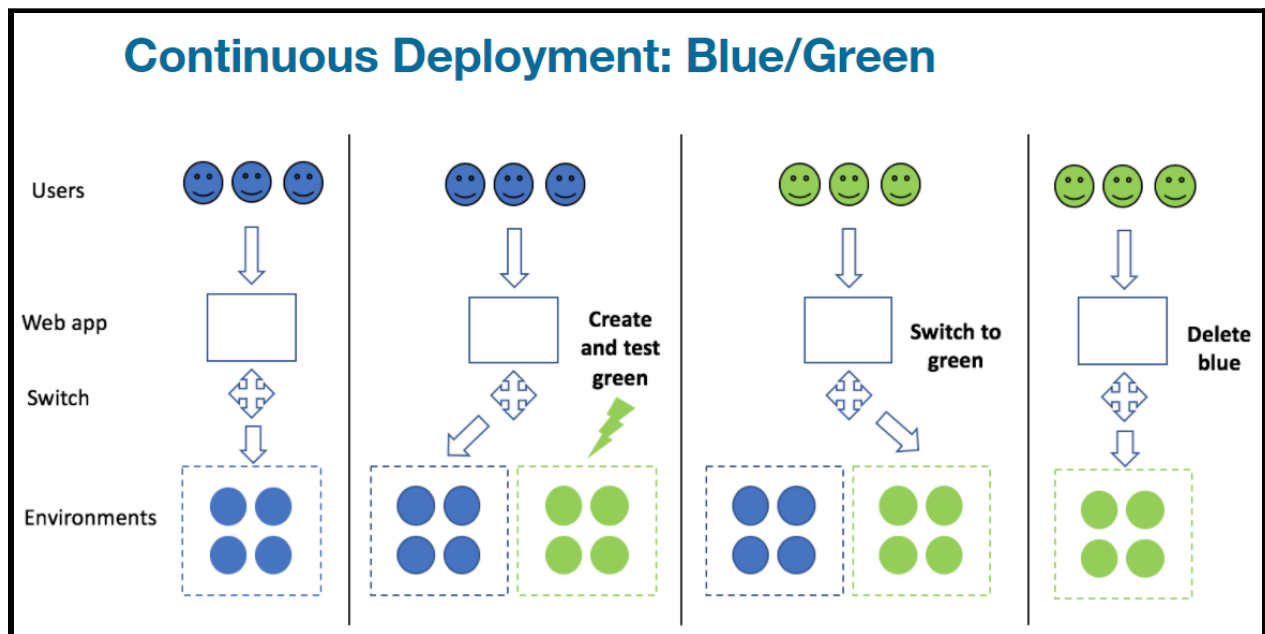 Continuous Deployment: Blue/Green
Users
Web app
Create
and test
green
Switch to
green
Delete
blue
Switch
Environments